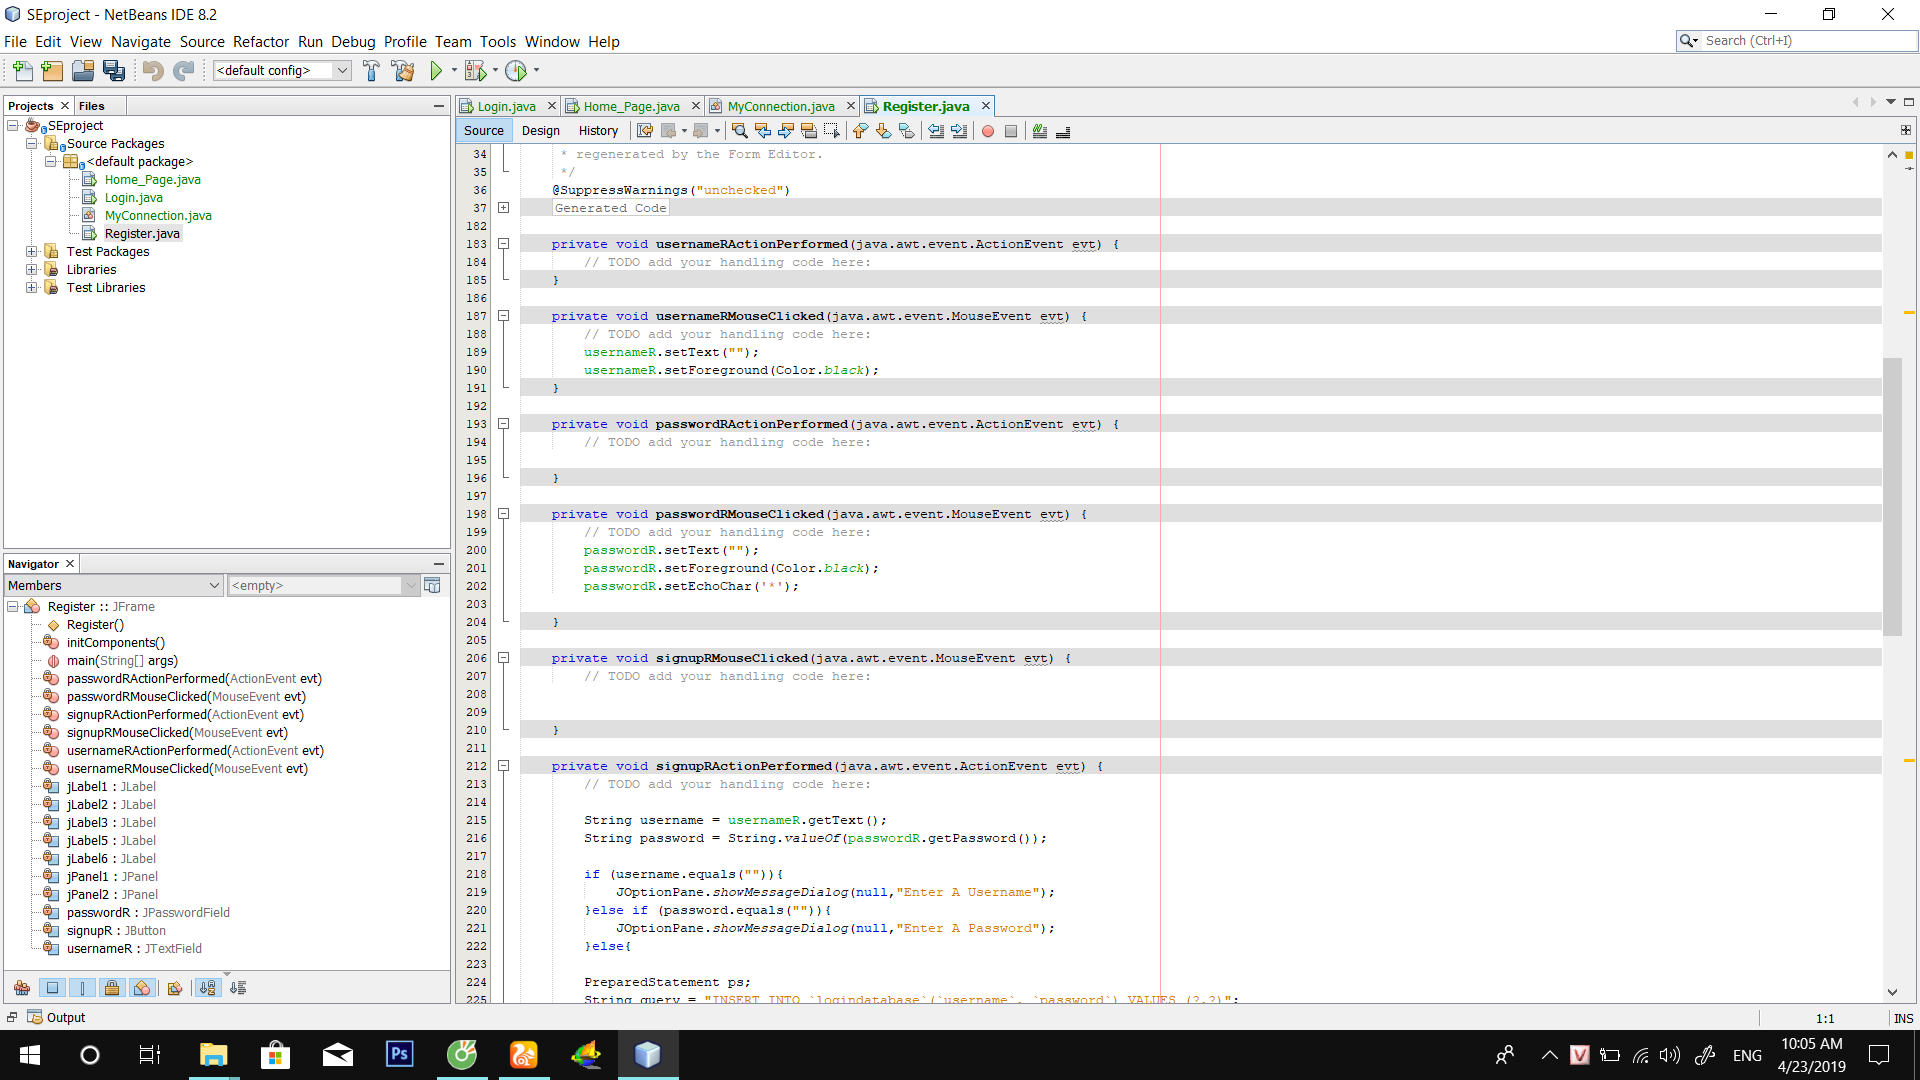 SEproject - NetBeans IDE 8.2
File Edit View Navigate Source Refactor Run Debug Profile Team Tools Window Help
Search (Ctrl+I)
<default config>
Projects
Files
SEproject
Source Packages
<default package>
Home_Page.java
Login.java
MyConnection.java
Register.java
Test Packages
Libraries
Test Libraries
Navigator
Members
<empty>
Register :: JFrame
Register()
initComponents()
main(String[] args)
passwordRActionPerformed(ActionEvent evt)
passwordRMouseClicked(MouseEvent evt)
signupRActionPerformed(ActionEvent evt)
signupRMouseClicked(MouseEvent evt)
usernameRActionPerformed(ActionEvent evt)
usernameRMouseClicked(MouseEvent evt)
jLabel1 : JLabel
jLabel2 : JLabel
jLabel3 : JLabel
jLabel5 : JLabel
jLabel6 : JLabel
jPanel1 : JPanel
jPanel2 : JPanel
passwordR : JPasswordField
signupR : JButton
usernameR : JTextField
Login.java Home_Page.java MyConnection.java Register.java
Source Design History
34 * regenerated by the Form Editor.
35 */
36 @SuppressWarnings("unchecked")
37 Generated Code
182
183 private void usernameRActionPerformed(java.awt.event.ActionEvent evt) {
184 // TODO add your handling code here:
185 }
186
187 private void usernameRMouseClicked(java.awt.event.MouseEvent evt) {
188 // TODO add your handling code here:
189 usernameR.setText("");
190 usernameR.setForeground(Color.black);
191 }
192
193 private void passwordRActionPerformed(java.awt.event.ActionEvent evt) {
194 // TODO add your handling code here:
195
196 }
197
198 private void passwordRMouseClicked(java.awt.event.MouseEvent evt) {
199 // TODO add your handling code here:
200 passwordR.setText("");
201 passwordR.setForeground(Color.black);
202 passwordR.setEchoChar('*');
203
204 }
205
206 private void signupRMouseClicked(java.awt.event.MouseEvent evt) {
207 // TODO add your handling code here:
208
209
210 }
211
212 private void signupRActionPerformed(java.awt.event.ActionEvent evt) {
213 // TODO add your handling code here:
214
215 String username = usernameR.getText();
216 String password = String.valueOf(passwordR.getPassword());
217
218 if (username.equals("")){
219 JOptionPane.showMessageDialog(null,"Enter A Username");
220 }else if (password.equals("")){
221 JOptionPane.showMessageDialog(null,"Enter A Password");
222 }else{
223
224 PreparedStatement ps;
225 String query = "INSERT INTO `logindatabase`(`username`, `password`) VALUES (?,?)";
Output
1:1 INS
Ps
V
ENG
10:05 AM
4/23/2019